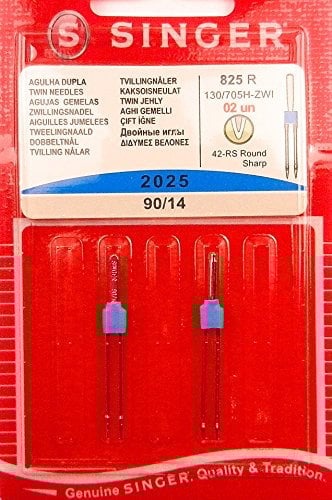 S SINGER
AGULHA DUPLA
TWIN NEEDLES
AGUJAS GEMELAS
ZWILLINGSNADEL
AIGUILLES JUMELEES
TWEELINGNAALD
DOBBELTNÅL
TVILLING NÅLAR
TVILLINGNÅLER
KAKSOISNEULAT
TWIN JEHLY
AGHI GEMELLI
ÇIFT IĞNE
Двойные иглы
ΔΙΔΥΜΕΣ ΒΕΛΟΝΕΣ
825 R
130/705H-ZWI
02 un
42-RS Round
Sharp
2025
90/14
Genuine SINGER Quality & Tradition